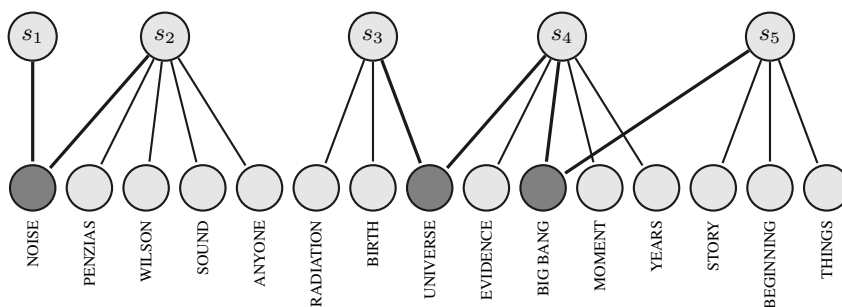 s1 s2 s3 s4 s5
NOISE
PENZIAS
WILSON
SOUND
ANYONE
RADIATION
BIRTH
UNIVERSE
EVIDENCE
BIG BANG
MOMENT
YEARS
STORY
BEGINNING
THINGS